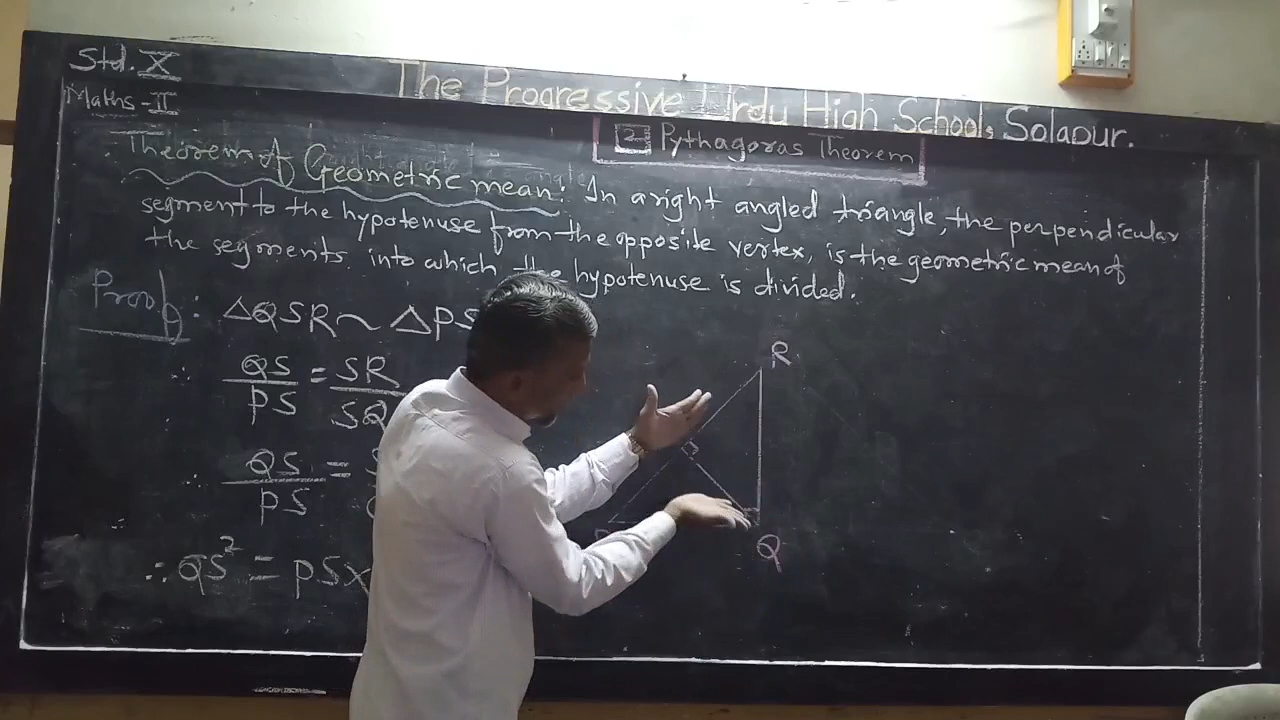 Std. X
Maths-II
The Progressive Urdu High School, Solapur.
2 Pythagoras Theorem
Theorem of Geometric mean: In a right angled triangle, the perpendicular
segment to the hypotenuse from the opposite vertex, is the geometric mean of
the segments into which the hypotenuse is divided.
Proof: ΔQSR ~ ΔPS
QS/PS = SR/SQ
∴ QS/PS =
∴ QS² = PS×
R
Q